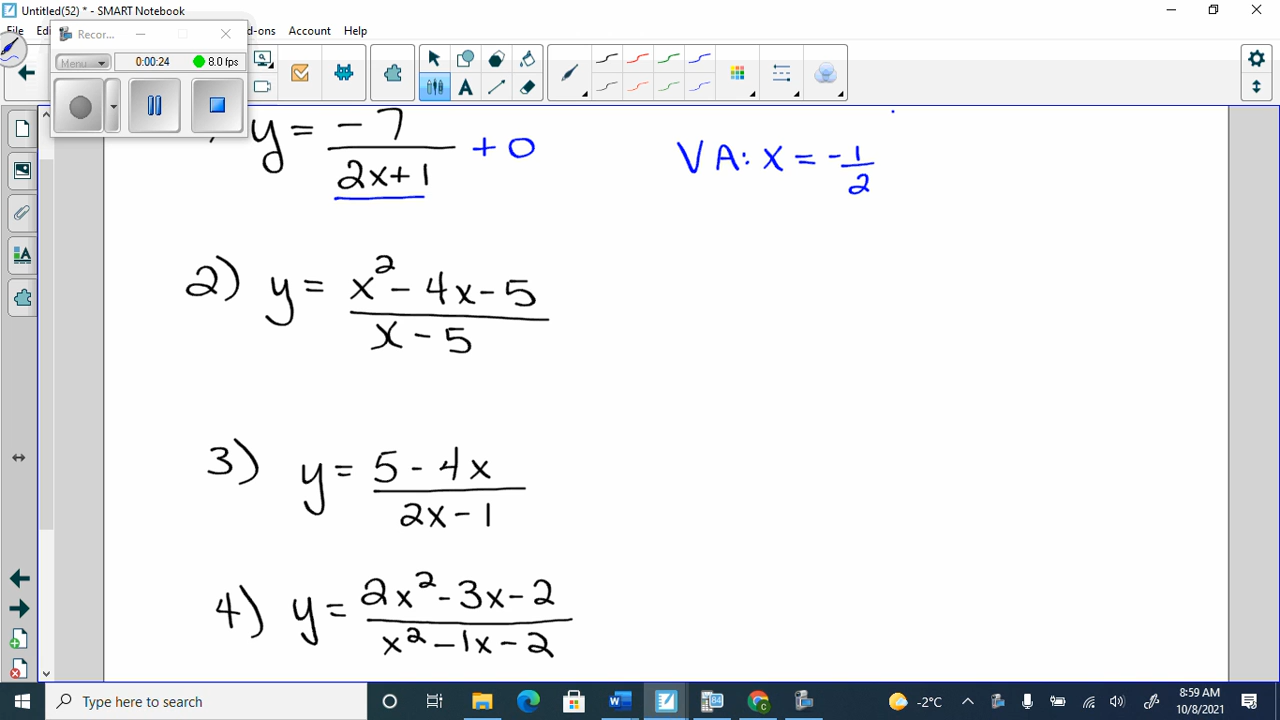 Untitled(52) * - SMART Notebook
File Account Help
Recor...
Menu 0:00:24 8.0 fps
y = -7 / 2x+1 + 0
VA: x = -1/2
2) y = x² - 4x - 5 / x - 5
3) y = 5 - 4x / 2x - 1
4) y = 2x² - 3x - 2 / x² - 1x - 2
Type here to search
-2°C
8:59 AM
10/8/2021